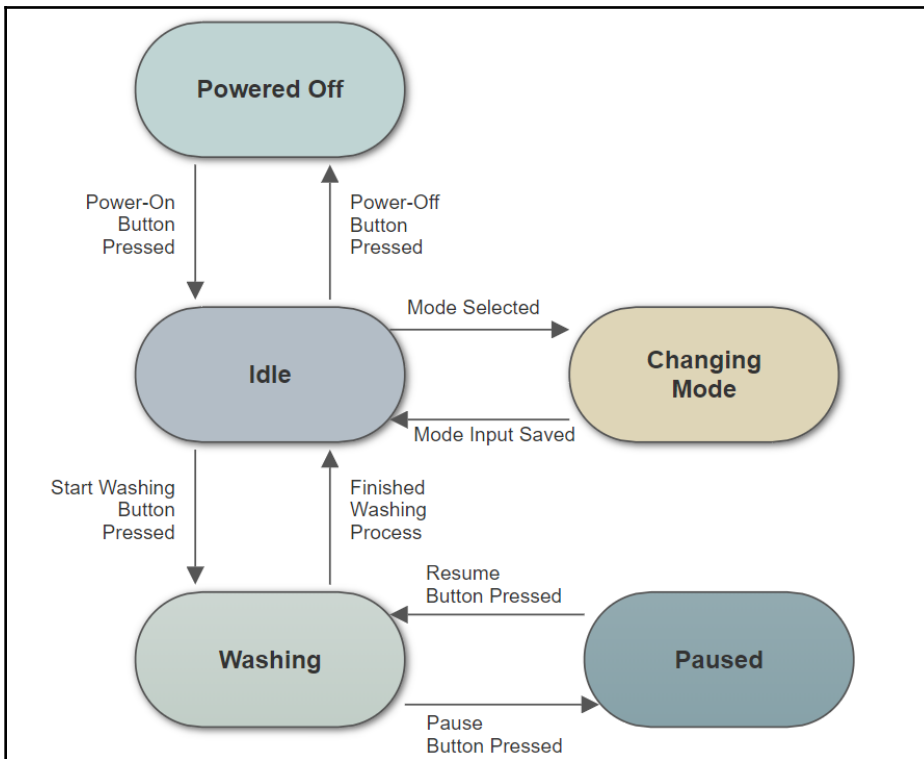 Powered Off
Power-On
Button
Pressed
Power-Off
Button
Pressed
Mode Selected
Idle
Changing
Mode
Mode Input Saved
Start Washing
Button
Pressed
Finished
Washing
Process
Resume
Button Pressed
Washing
Paused
Pause
Button Pressed